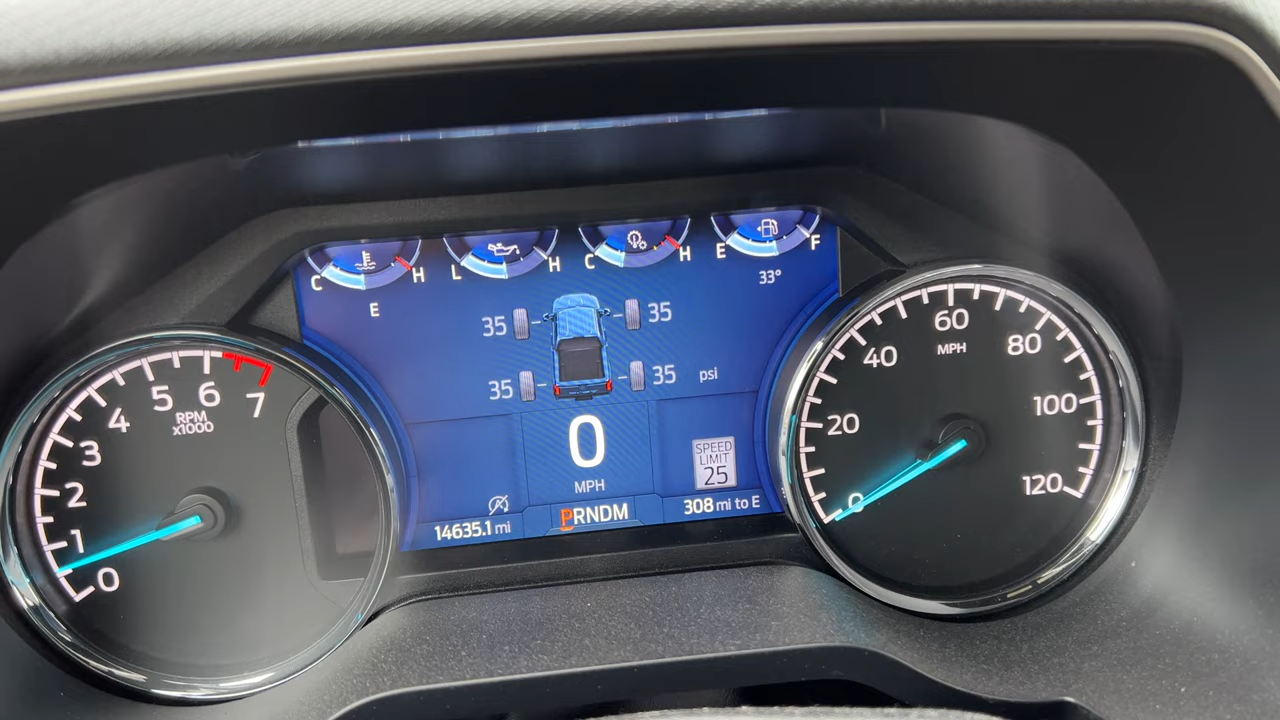 C H
L H
C H
E F
33°
E
35 35
35 35 psi
0
MPH
SPEED
LIMIT
25
14635.1 mi
PRNDM
308 mi to E
0
1
2
3
4
5
6
7
RPM
x1000
0
20
40
60
80
100
120
MPH